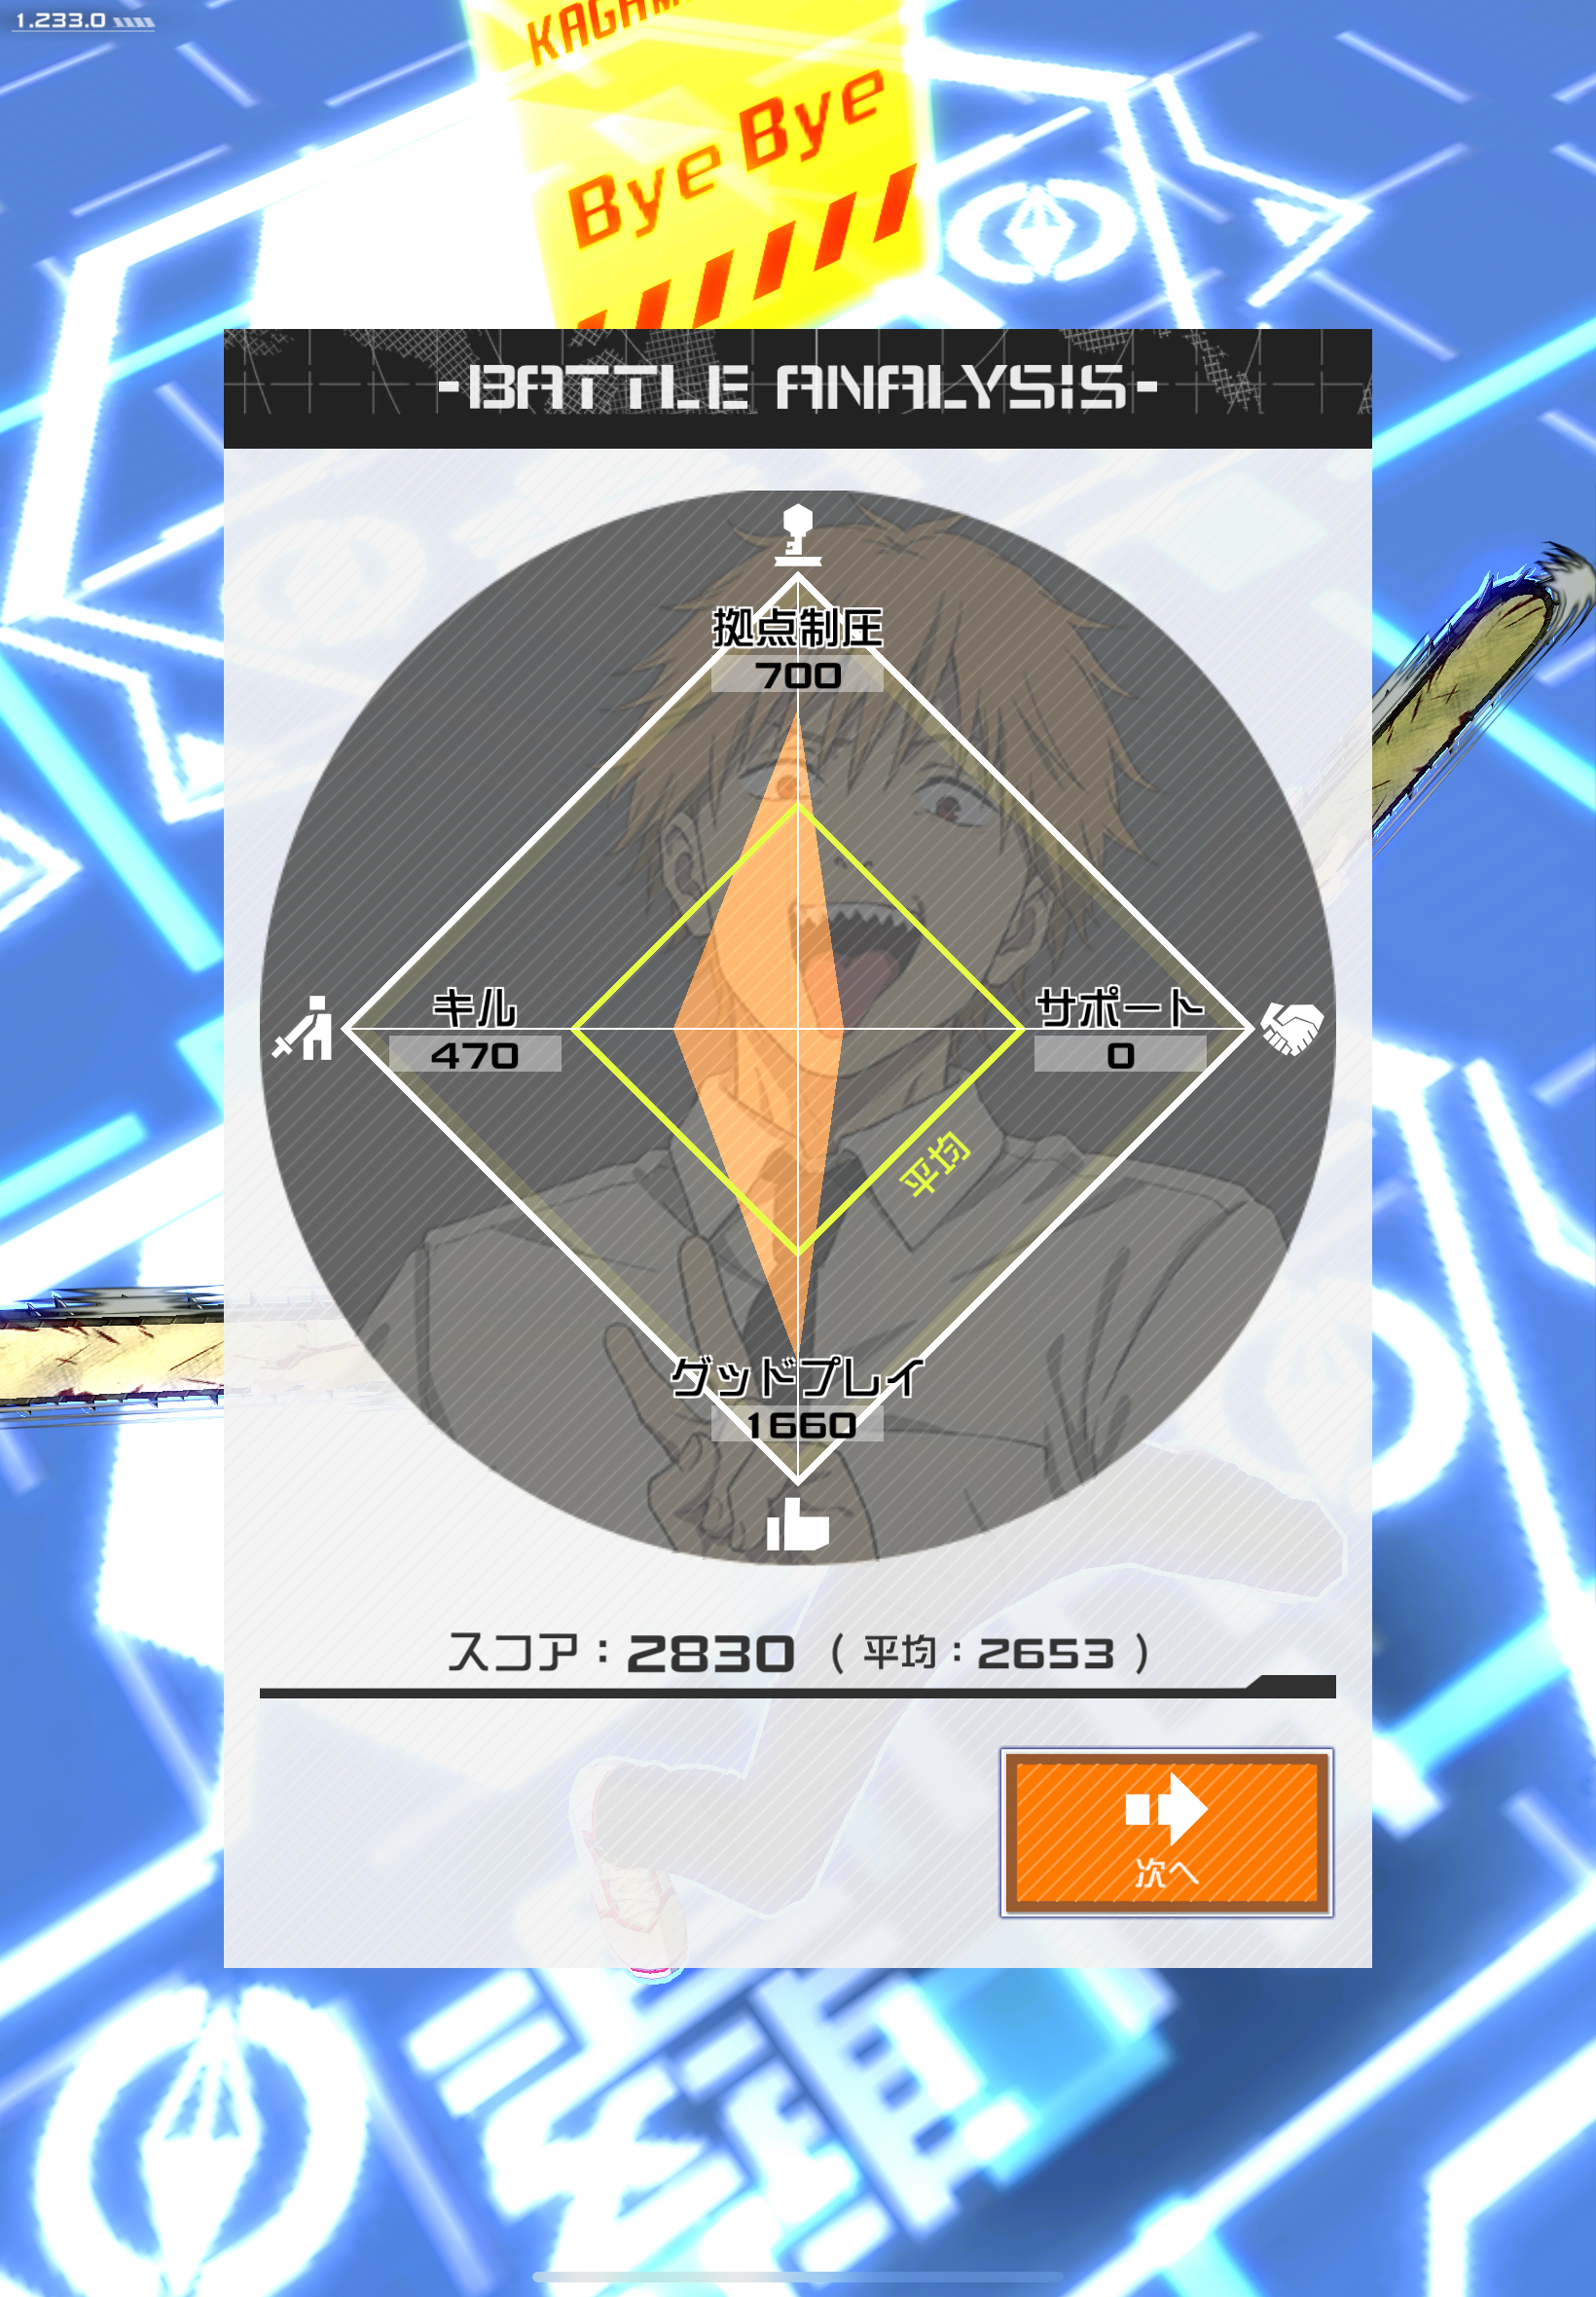 1.233.0
Bye Bye
-BATTLE ANALYSIS-
拠点制圧
700
キル
470
サポート
0
平均
グッドプレイ
1660
スコア：2830 （ 平均：2653 ）
次へ